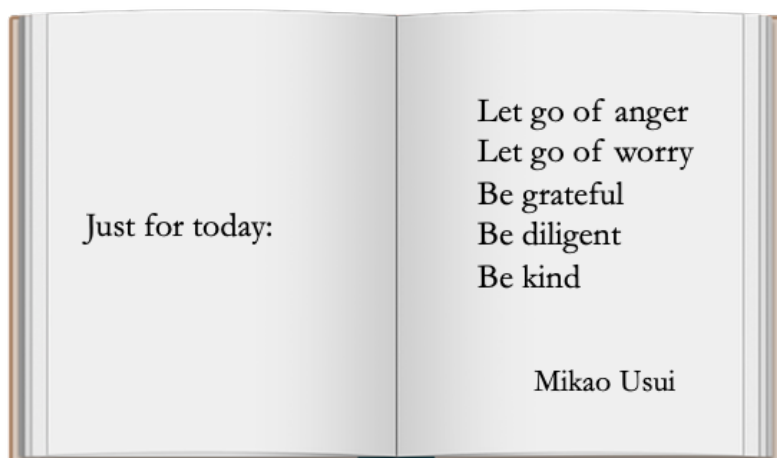 Just for today:
Let go of anger
Let go of worry
Be grateful
Be diligent
Be kind
Mikao Usui